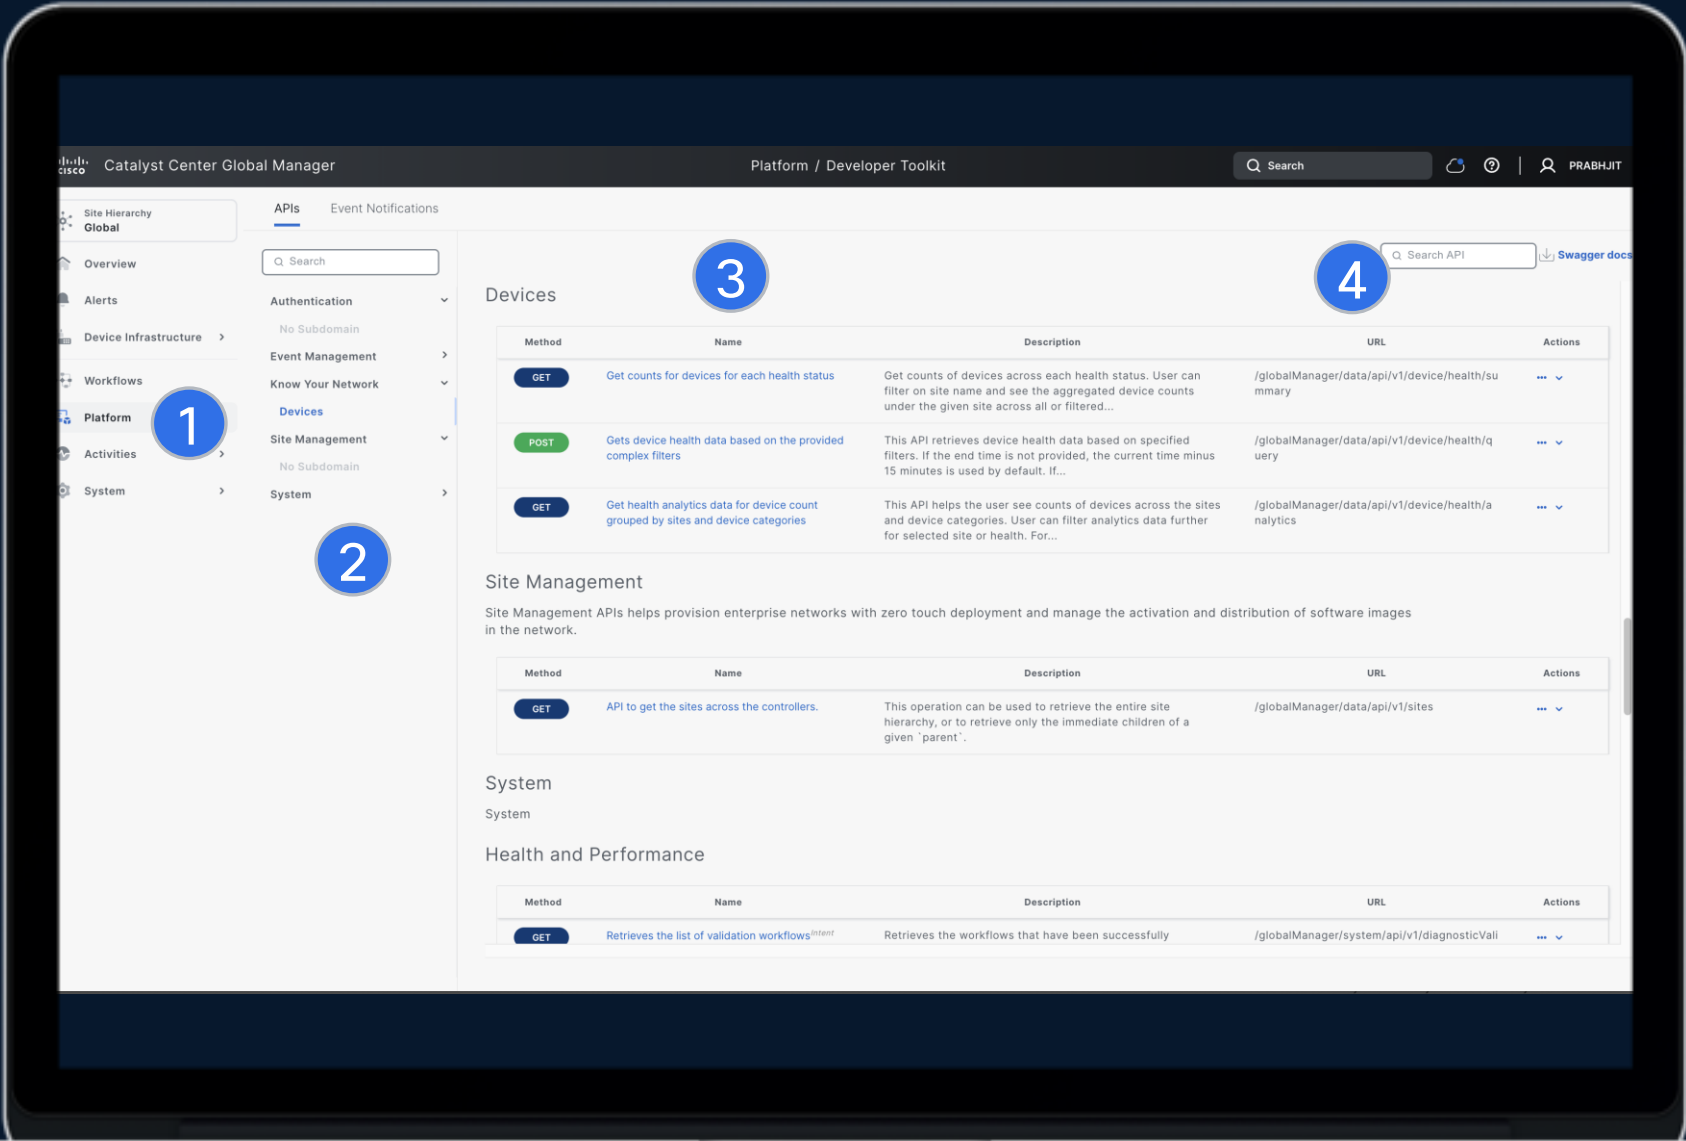 CISCO Catalyst Center Global Manager
Platform / Developer Toolkit
Search
PRABHJIT
Site Hierarchy
Global
Overview
Alerts
Device Infrastructure
Workflows
Platform
Activities
System
1
APIs Event Notifications
Search
Authentication
No Subdomain
Event Management
Know Your Network
Devices
Site Management
No Subdomain
System
2
3
4
Search API
Swagger docs
Devices
Method Name Description URL Actions
GET
Get counts for devices for each health status
Get counts of devices across each health status. User can
filter on site name and see the aggregated device counts
under the given site across all or filtered...
/globalManager/data/api/v1/device/health/su
mmary
POST
Gets device health data based on the provided
complex filters
This API retrieves device health data based on specified
filters. If the end time is not provided, the current time minus
15 minutes is used by default. If...
/globalManager/data/api/v1/device/health/q
uery
GET
Get health analytics data for device count
grouped by sites and device categories
This API helps the user see counts of devices across the sites
and device categories. User can filter analytics data further
for selected site or health. For...
/globalManager/data/api/v1/device/health/a
nalytics
Site Management
Site Management APIs helps provision enterprise networks with zero touch deployment and manage the activation and distribution of software images
in the network.
Method Name Description URL Actions
GET
API to get the sites across the controllers.
This operation can be used to retrieve the entire site
hierarchy, or to retrieve only the immediate children of a
given `parent`.
/globalManager/data/api/v1/sites
System
System
Health and Performance
Method Name Description URL Actions
GET
Retrieves the list of validation workflows Intent
Retrieves the workflows that have been successfully
/globalManager/system/api/v1/diagnosticVali